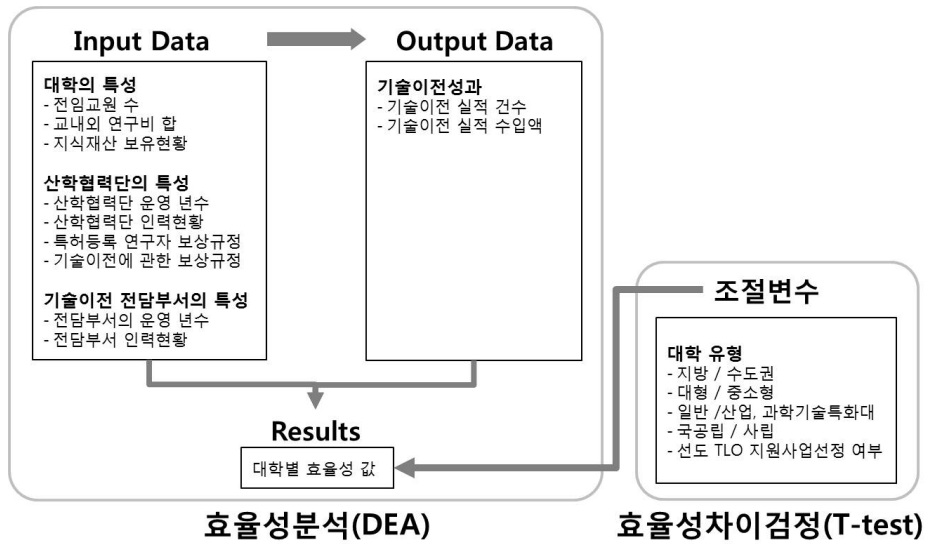 Input Data
대학의 특성
- 전임교원 수
- 교내외 연구비 합
- 지식재산 보유현황
산학협력단의 특성
- 산학협력단 운영 년수
- 산학협력단 인력현황
- 특허등록 연구자 보상규정
- 기술이전에 관한 보상규정
기술이전 전담부서의 특성
- 전담부서의 운영 년수
- 전담부서 인력현황
Output Data
기술이전성과
- 기술이전 실적 건수
- 기술이전 실적 수입액
Results
대학별 효율성 값
효율성분석(DEA)
조절변수
대학 유형
- 지방 / 수도권
- 대형 / 중소형
- 일반 /산업, 과학기술특화대
- 국공립 / 사립
- 선도 TLO 지원사업선정 여부
효율성차이검정(T-test)